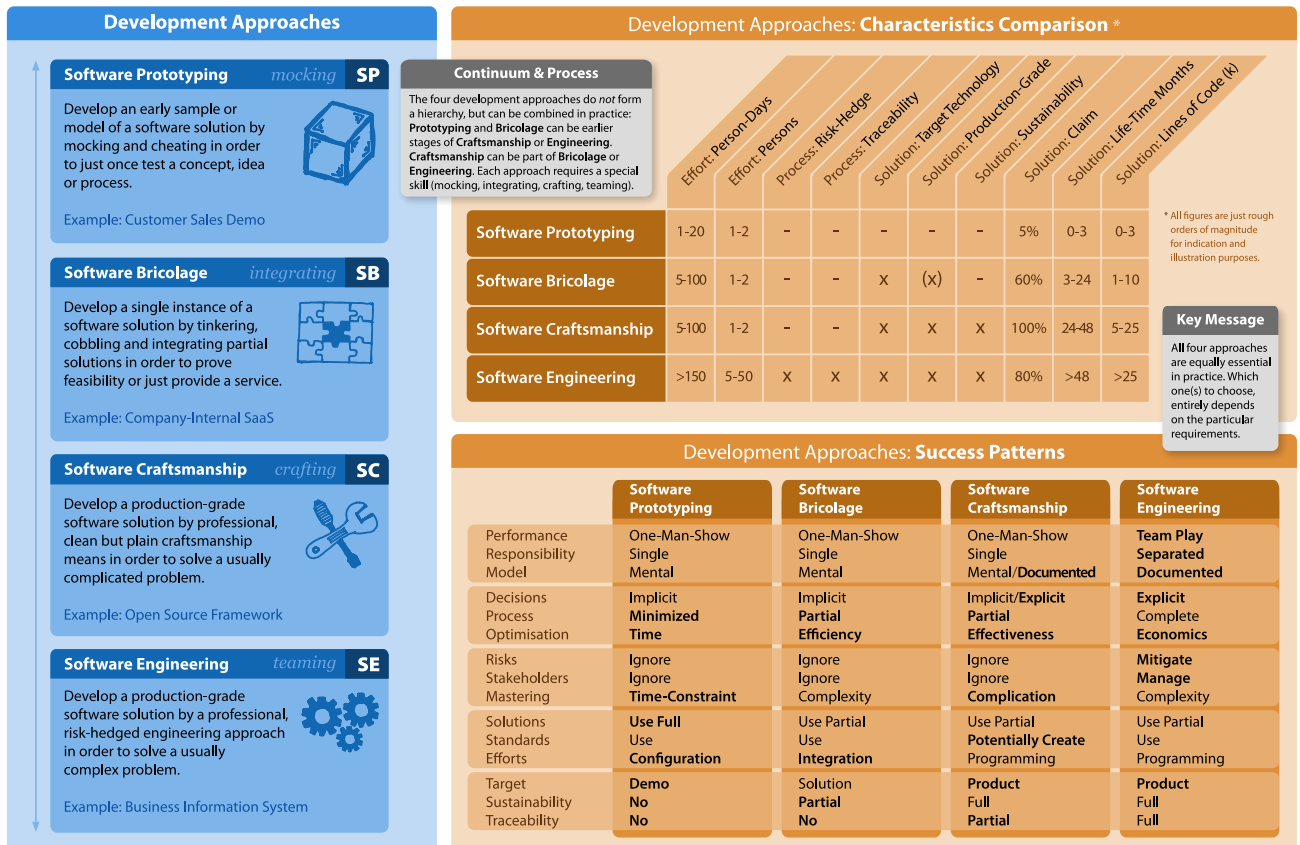 Development Approaches
Software Prototyping mocking SP
Develop an early sample or
model of a software solution by
mocking and cheating in order
to just once test a concept, idea
or process.
Example: Customer Sales Demo
Software Bricolage integrating SB
Develop a single instance of a
software solution by tinkering,
cobbling and integrating partial
solutions in order to prove
feasibility or just provide a service.
Example: Company-Internal SaaS
Software Craftsmanship crafting SC
Develop a production-grade
software solution by professional,
clean but plain craftsmanship
means in order to solve a usually
complicated problem.
Example: Open Source Framework
Software Engineering teaming SE
Develop a production-grade
software solution by a professional,
risk-hedged engineering approach
in order to solve a usually
complex problem.
Example: Business Information System
Continuum & Process
The four development approaches do not form
a hierarchy, but can be combined in practice:
Prototyping and Bricolage can be earlier
stages of Craftsmanship or Engineering.
Craftsmanship can be part of Bricolage or
Engineering. Each approach requires a special
skill (mocking, integrating, crafting, teaming).
Development Approaches: Characteristics Comparison *
Effort: Person-Days
Effort: Persons
Process: Risk-Hedge
Process: Traceability
Solution: Target Technology
Solution: Production-Grade
Solution: Sustainability
Solution: Claim
Solution: Life-Time Months
Solution: Lines of Code (k)
Software Prototyping 1-20 1-2 – – – – – 5% 0-3 0-3
Software Bricolage 5-100 1-2 – – x (x) – 60% 3-24 1-10
Software Craftsmanship 5-100 1-2 – – x x x 100% 24-48 5-25
Software Engineering >150 5-50 x x x x x 80% >48 >25
* All figures are just rough
orders of magnitude
for indication and
illustration purposes.
Key Message
All four approaches
are equally essential
in practice. Which
one(s) to choose,
entirely depends
on the particular
requirements.
Development Approaches: Success Patterns
Software Software Software Software
Prototyping Bricolage Craftsmanship Engineering
Performance One-Man-Show One-Man-Show One-Man-Show Team Play
Responsibility Single Single Single Separated
Model Mental Mental Mental/Documented Documented
Decisions Implicit Implicit Implicit/Explicit Explicit
Process Minimized Partial Partial Complete
Optimisation Time Efficiency Effectiveness Economics
Risks Ignore Ignore Ignore Mitigate
Stakeholders Ignore Ignore Ignore Manage
Mastering Time-Constraint Complexity Complication Complexity
Solutions Use Full Use Partial Use Partial Use Partial
Standards Use Use Potentially Create Use
Efforts Configuration Integration Programming Programming
Target Demo Solution Product Product
Sustainability No Partial Full Full
Traceability No No Partial Full